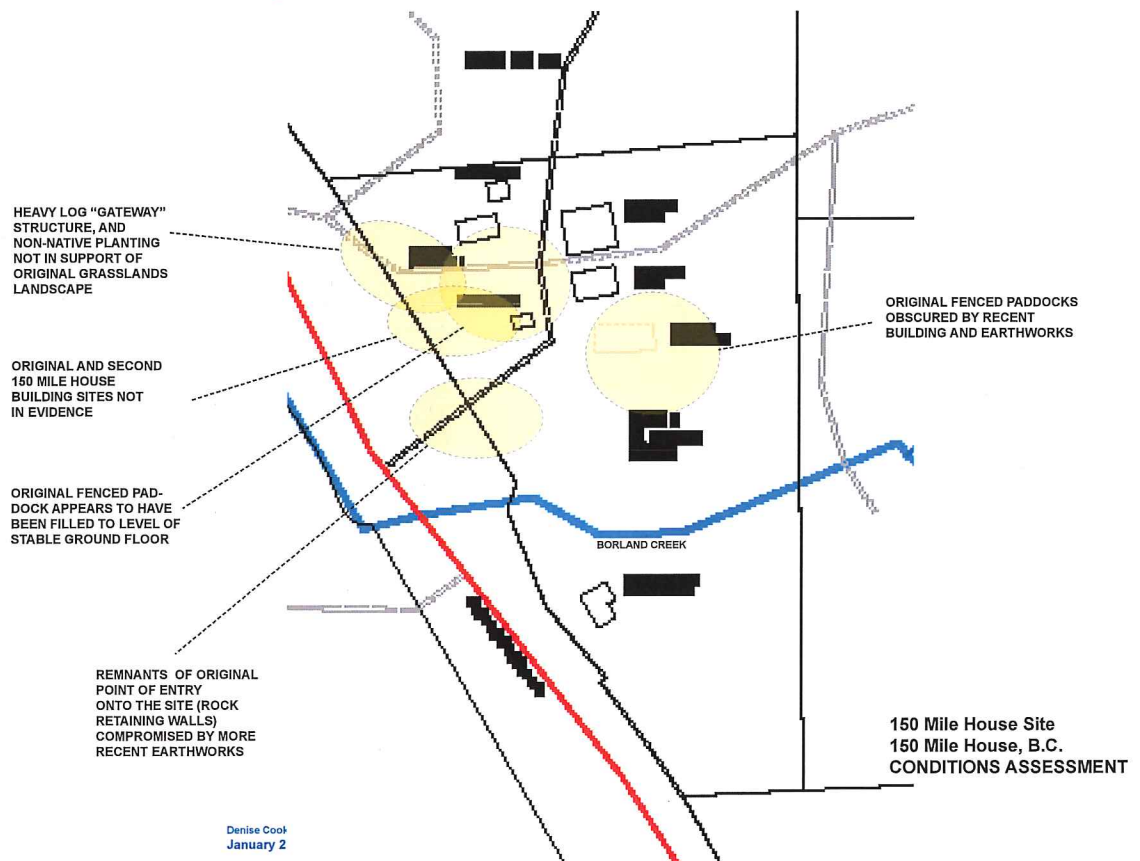 HEAVY LOG “GATEWAY”
STRUCTURE, AND
NON-NATIVE PLANTING
NOT IN SUPPORT OF
ORIGINAL GRASSLANDS
LANDSCAPE
ORIGINAL FENCED PADDOCKS
OBSCURED BY RECENT
BUILDING AND EARTHWORKS
ORIGINAL AND SECOND
150 MILE HOUSE
BUILDING SITES NOT
IN EVIDENCE
ORIGINAL FENCED PAD-
DOCK APPEARS TO HAVE
BEEN FILLED TO LEVEL OF
STABLE GROUND FLOOR
BORLAND CREEK
REMNANTS OF ORIGINAL
POINT OF ENTRY
ONTO THE SITE (ROCK
RETAINING WALLS)
COMPROMISED BY MORE
RECENT EARTHWORKS
150 Mile House Site
150 Mile House, B.C.
CONDITIONS ASSESSMENT
Denise Cook
January 2